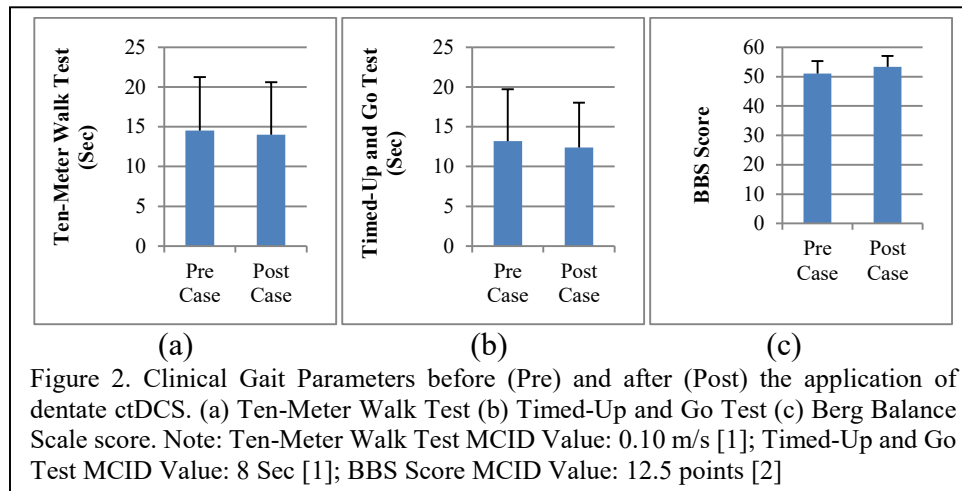 Ten-Meter Walk Test
(Sec)
25
20
15
10
5
0
Pre
Case
Post
Case
Timed-Up and Go Test
(Sec)
25
20
15
10
5
0
Pre
Case
Post
Case
BBS Score
60
50
40
30
20
10
0
Pre
Case
Post
Case
(a)
(b)
(c)
Figure 2. Clinical Gait Parameters before (Pre) and after (Post) the application of
dentate ctDCS. (a) Ten-Meter Walk Test (b) Timed-Up and Go Test (c) Berg Balance
Scale score. Note: Ten-Meter Walk Test MCID Value: 0.10 m/s [1]; Timed-Up and Go
Test MCID Value: 8 Sec [1]; BBS Score MCID Value: 12.5 points [2]